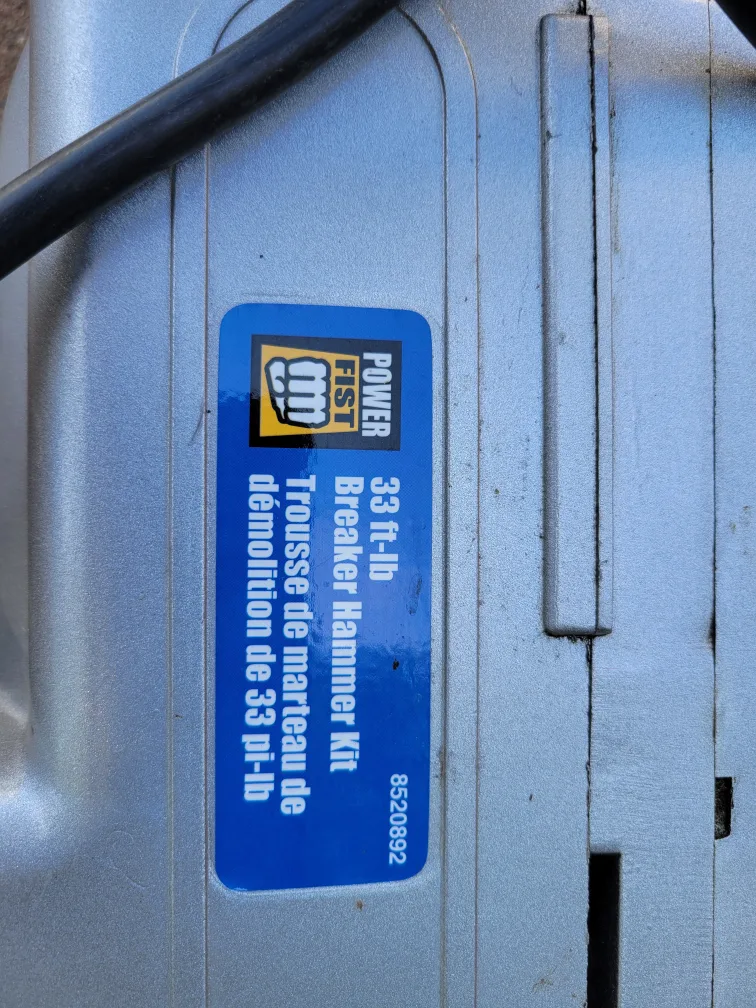 POWER
FIST
33 ft-lb
Breaker Hammer Kit
Trousse de marteau de
démolition de 33 pi-lb
8520892